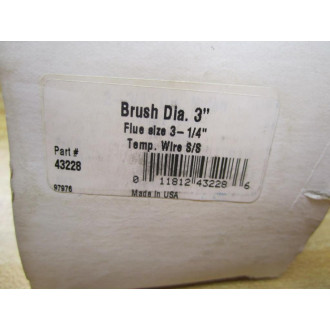 Brush Dia. 3"
Flue size 3-1/4"
Temp. Wire S/S
Part #
43228
0 11812 43228 6
97976
Made in USA